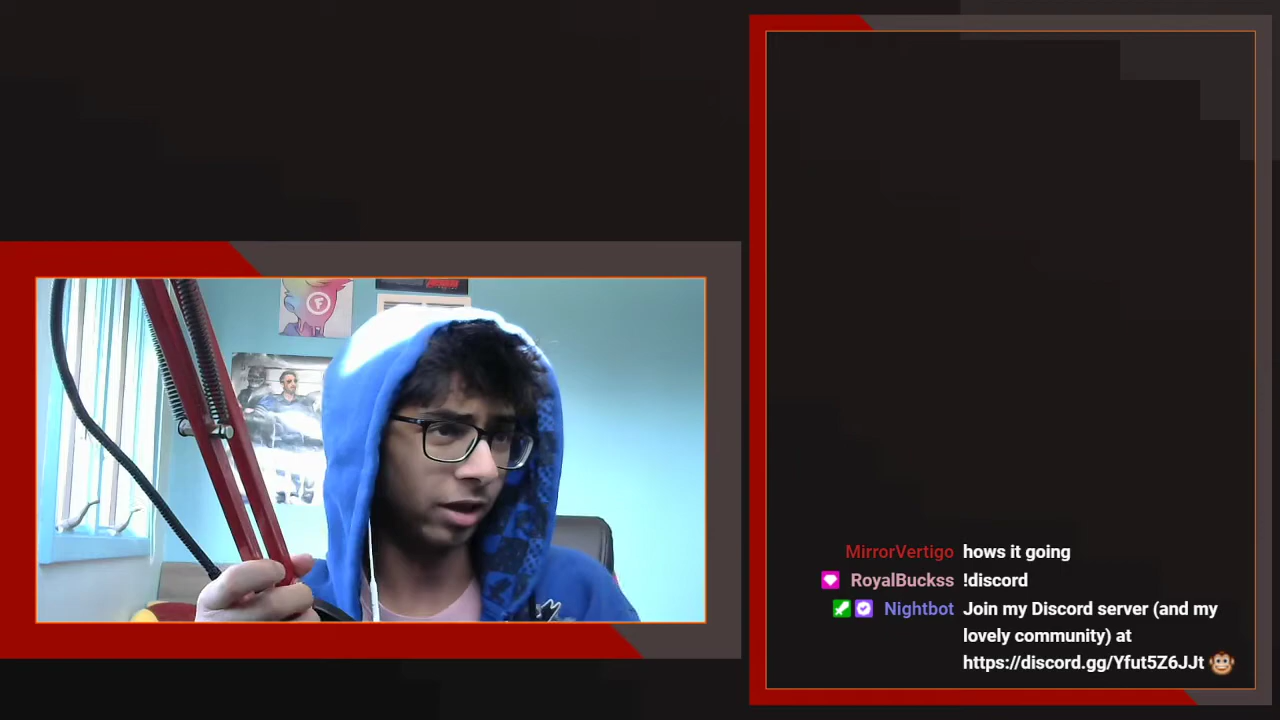 F
MirrorVertigo hows it going
RoyalBuckss !discord
Nightbot Join my Discord server (and my
lovely community) at
https://discord.gg/Yfut5Z6JJt